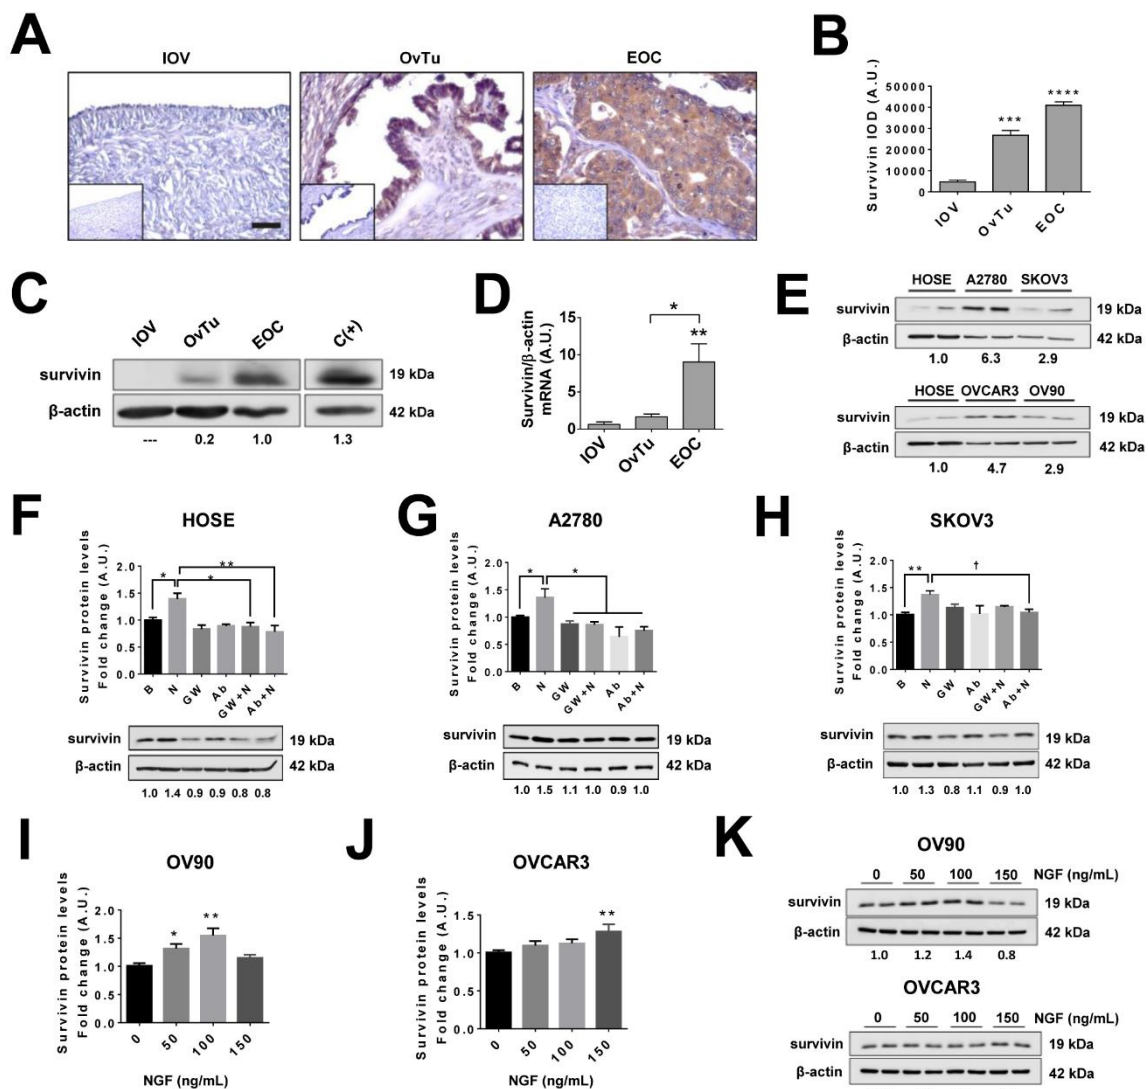 A
IOV
OvTu
EOC
B
Survivin IOD (A.U.)
50000
40000
30000
20000
10000
0
***
****
IOV
OvTu
EOC
C
IOV
OvTu
EOC
C(+)
survivin
19 kDa
β-actin
42 kDa
--- 0.2 1.0 1.3
D
Survivin/β-actin
mRNA (A.U.)
15
10
5
0
*
**
IOV
OvTu
EOC
E
HOSE A2780 SKOV3
survivin 19 kDa
β-actin 42 kDa
1.0 6.3 2.9
HOSE OVCAR3 OV90
survivin 19 kDa
β-actin 42 kDa
1.0 4.7 2.9
F
HOSE
Survivin protein levels
Fold change (A.U.)
2.0
1.5
1.0
0.5
0.0
*
**
*
B
N
GW
Ab
GW+N
Ab+N
survivin 19 kDa
β-actin 42 kDa
1.0 1.4 0.9 0.9 0.8 0.8
G
A2780
Survivin protein levels
Fold change (A.U.)
2.0
1.5
1.0
0.5
0.0
*
*
B
N
GW
GW+N
Ab
Ab+N
survivin 19 kDa
β-actin 42 kDa
1.0 1.5 1.1 1.0 0.9 1.0
H
SKOV3
Survivin protein levels
Fold change (A.U.)
2.0
1.5
1.0
0.5
0.0
**
†
B
N
GW
Ab
GW+N
Ab+N
survivin 19 kDa
β-actin 42 kDa
1.0 1.3 0.8 1.1 0.9 1.0
I
OV90
Survivin protein levels
Fold change (A.U.)
2.0
1.5
1.0
0.5
0.0
*
**
0
50
100
150
NGF (ng/mL)
J
OVCAR3
Survivin protein levels
Fold change (A.U.)
1.5
1.0
0.5
0.0
**
0
50
100
150
NGF (ng/mL)
K
OV90
0 50 100 150 NGF (ng/mL)
survivin 19 kDa
β-actin 42 kDa
1.0 1.2 1.4 0.8
OVCAR3
0 50 100 150 NGF (ng/mL)
survivin 19 kDa
β-actin 42 kDa